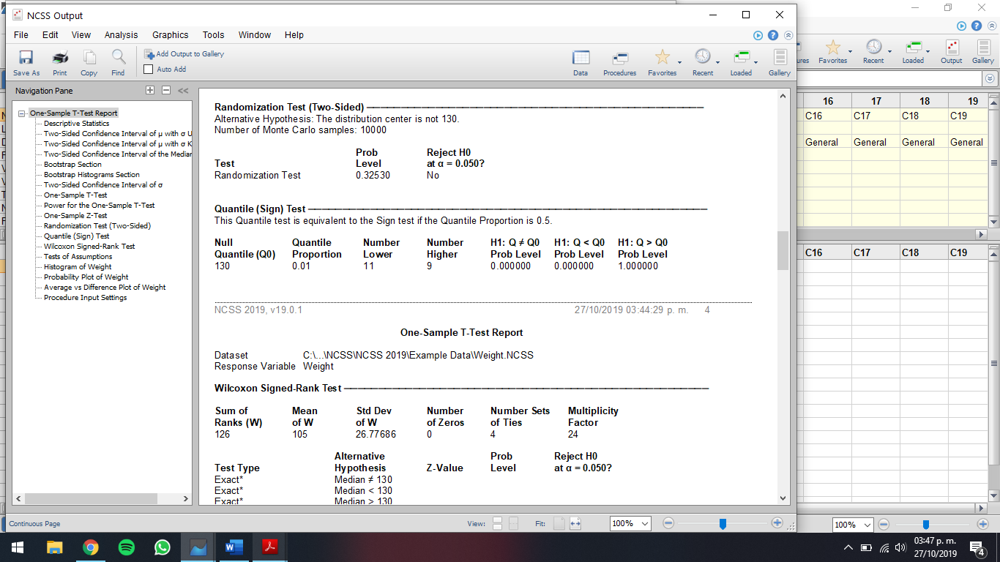 NCSS Output
File Edit View Analysis Graphics Tools Window Help
Save As Print Copy Find Add Output to Gallery
Auto Add
Data Procedures Favorites Recent Loaded Gallery
Favorites Recent Loaded Output Gallery
Navigation Pane
One-Sample T-Test Report
Descriptive Statistics
Two-Sided Confidence Interval of μ with σ U
Two-Sided Confidence Interval of μ with σ K
Two-Sided Confidence Interval of the Median
Bootstrap Section
Bootstrap Histograms Section
Two-Sided Confidence Interval of σ
One-Sample T-Test
Power for the One-Sample T-Test
One-Sample Z-Test
Randomization Test (Two-Sided)
Quantile (Sign) Test
Wilcoxon Signed-Rank Test
Tests of Assumptions
Histogram of Weight
Probability Plot of Weight
Average vs Difference Plot of Weight
Procedure Input Settings
Randomization Test (Two-Sided)
Alternative Hypothesis: The distribution center is not 130.
Number of Monte Carlo samples: 10000
Prob Reject H0
Test Level at α = 0.050?
Randomization Test 0.32530 No
Quantile (Sign) Test
This Quantile test is equivalent to the Sign test if the Quantile Proportion is 0.5.
Null Quantile Number Number H1: Q ≠ Q0 H1: Q < Q0 H1: Q > Q0
Quantile (Q0) Proportion Lower Higher Prob Level Prob Level Prob Level
130 0.01 11 9 0.000000 0.000000 1.000000
NCSS 2019, v19.0.1 27/10/2019 03:44:29 p. m. 4
One-Sample T-Test Report
Dataset C:\...\NCSS\NCSS 2019\Example Data\Weight.NCSS
Response Variable Weight
Wilcoxon Signed-Rank Test
Sum of Mean Std Dev Number Number Sets Multiplicity
Ranks (W) of W of W of Zeros of Ties Factor
126 105 26.77686 0 4 24
Alternative Prob Reject H0
Test Type Hypothesis Z-Value Level at α = 0.050?
Exact* Median ≠ 130
Exact* Median < 130
Exact* Median > 130
16 17 18 19
C16 C17 C18 C19
General General General General
C16 C17 C18 C19
Continuous Page View: Fit: 100%
100%
03:47 p. m.
27/10/2019
4